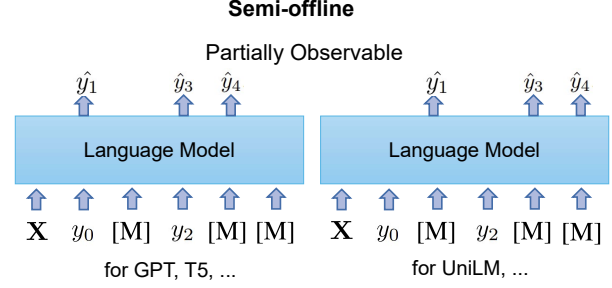 Semi-offline
Partially Observable
ŷ₁ ŷ₃ ŷ₄ ŷ₁ ŷ₃ ŷ₄
Language Model Language Model
X y₀ [M] y₂ [M] [M] X y₀ [M] y₂ [M] [M]
for GPT, T5, ... for UniLM, ...